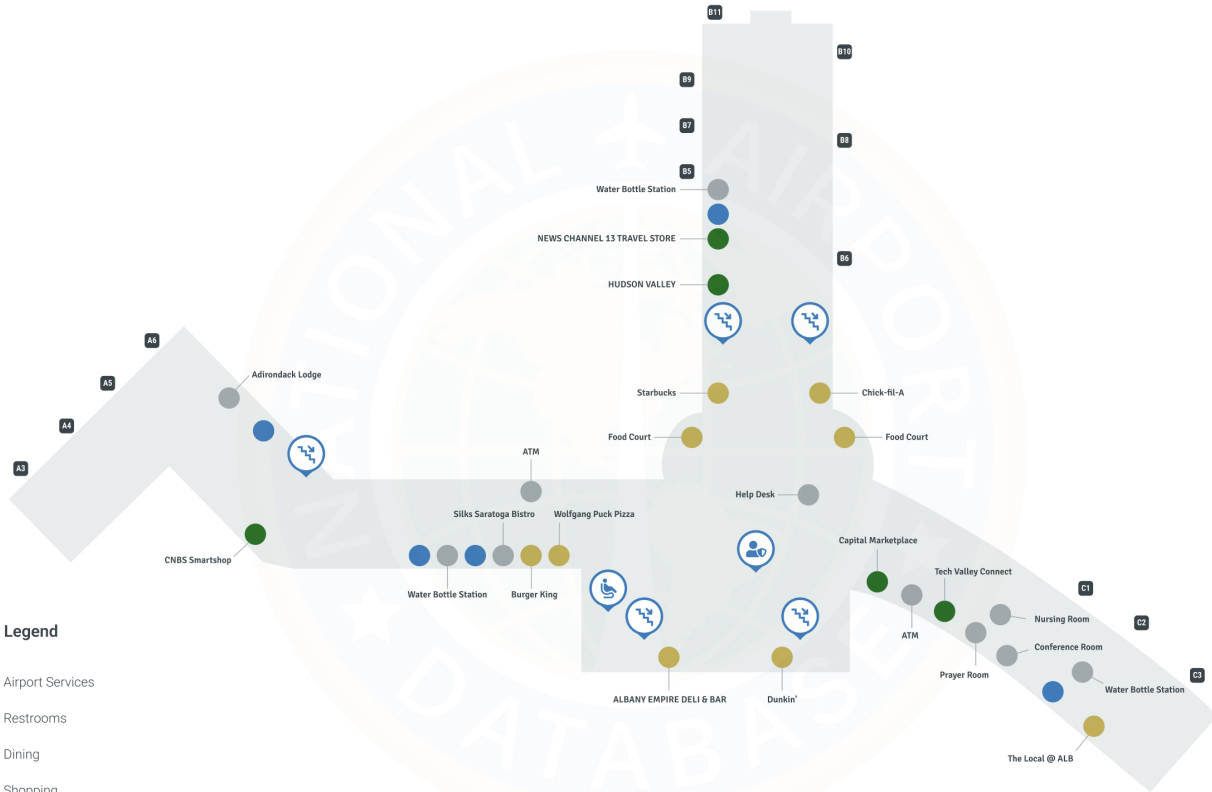 B11
B10
B9
B7
B8
B5
Water Bottle Station
NEWS CHANNEL 13 TRAVEL STORE
B6
HUDSON VALLEY
A6
A5
Adirondack Lodge
Starbucks
Chick-fil-A
A4
Food Court
Food Court
A3
ATM
Help Desk
Silks Saratoga Bistro
Wolfgang Puck Pizza
Capital Marketplace
CNBS Smartshop
Tech Valley Connect
C1
Water Bottle Station
Burger King
Nursing Room
C2
ATM
Conference Room
Prayer Room
C3
Water Bottle Station
ALBANY EMPIRE DELI & BAR
Dunkin'
The Local @ ALB
Legend
Airport Services
Restrooms
Dining
Shopping
NATIONAL AIRPORT
DATABASE